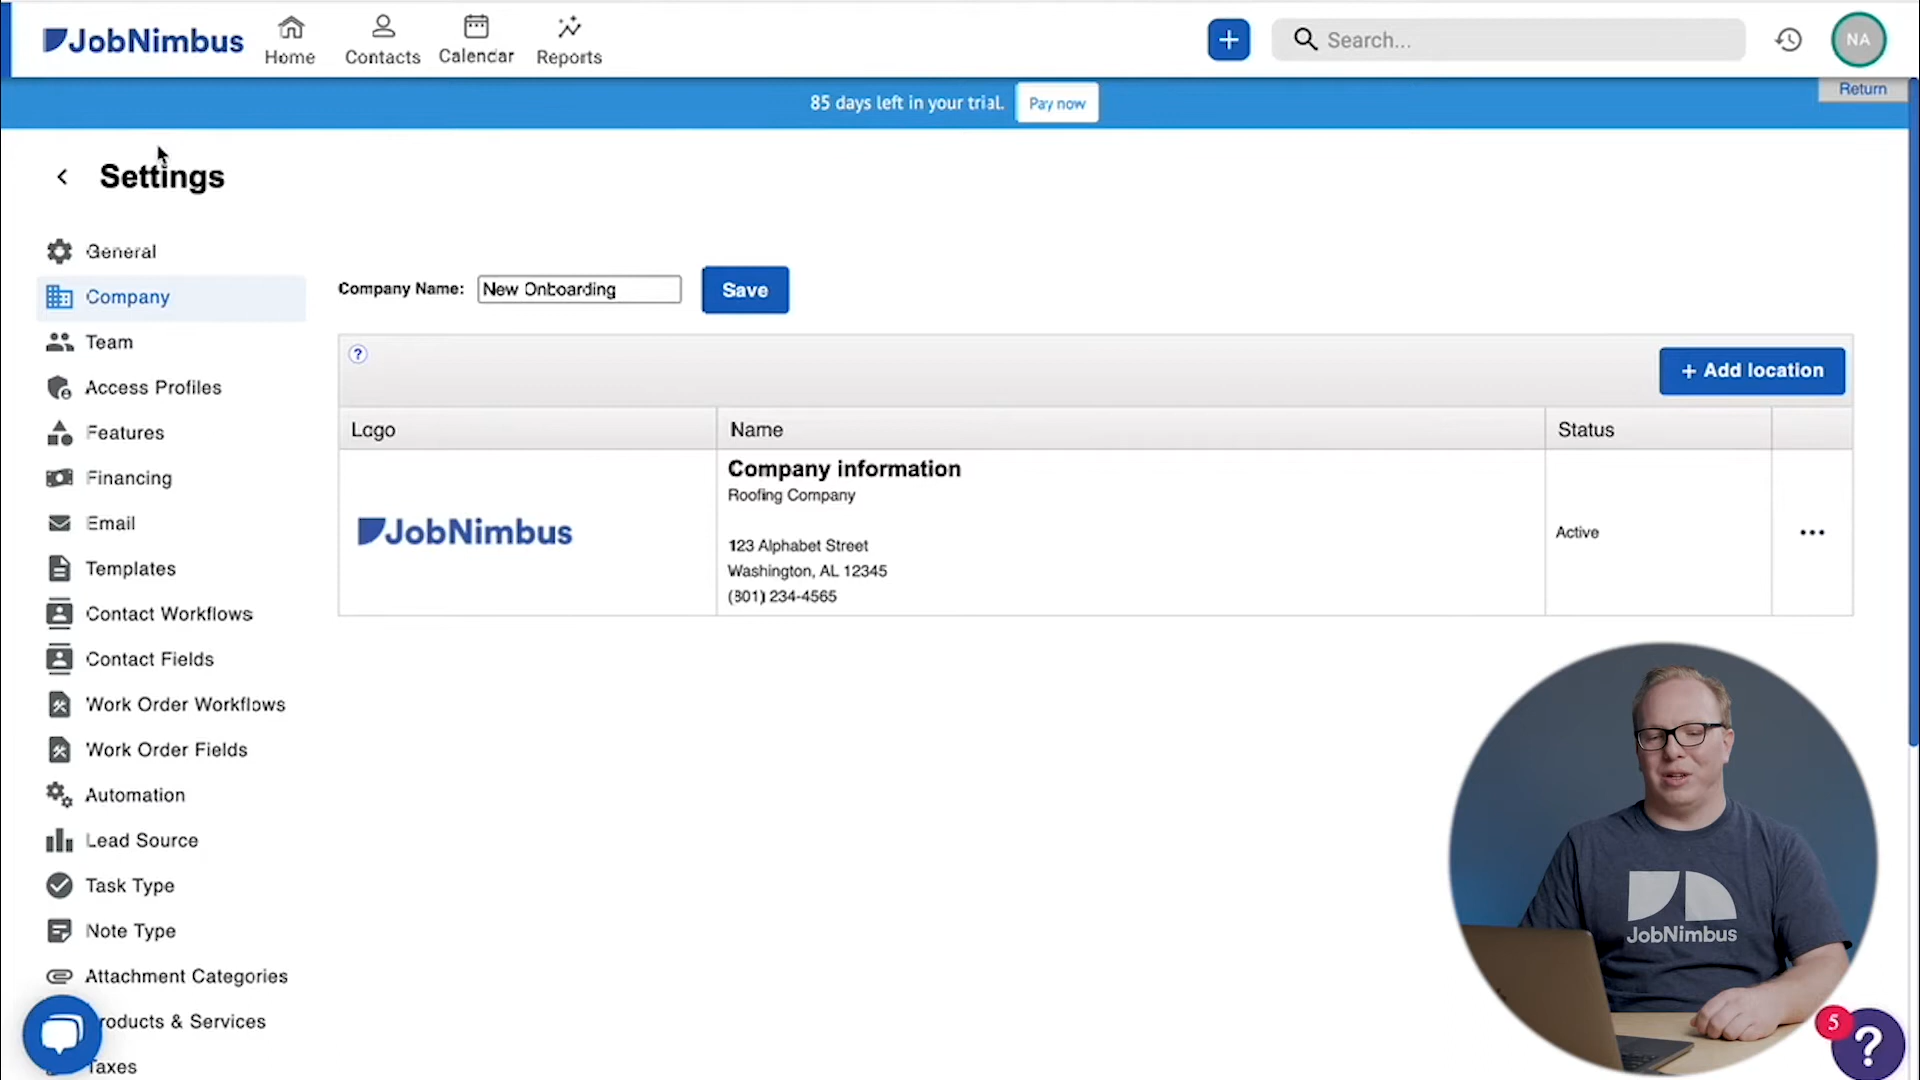 JobNimbus
Home
Contacts
Calendar
Reports
+
Search...
NA
85 days left in your trial.
Pay now
Return
Settings
General
Company
Team
Access Profiles
Features
Financing
Email
Templates
Contact Workflows
Contact Fields
Work Order Workflows
Work Order Fields
Automation
Lead Source
Task Type
Note Type
Attachment Categories
roducts & Services
Taxes
Company Name:
New Onboarding
Save
?
+ Add location
Logo
Name
Status
JobNimbus
Company information
Roofing Company
123 Alphabet Street
Washington, AL 12345
(801) 234-4565
Active
JobNimbus
5
?